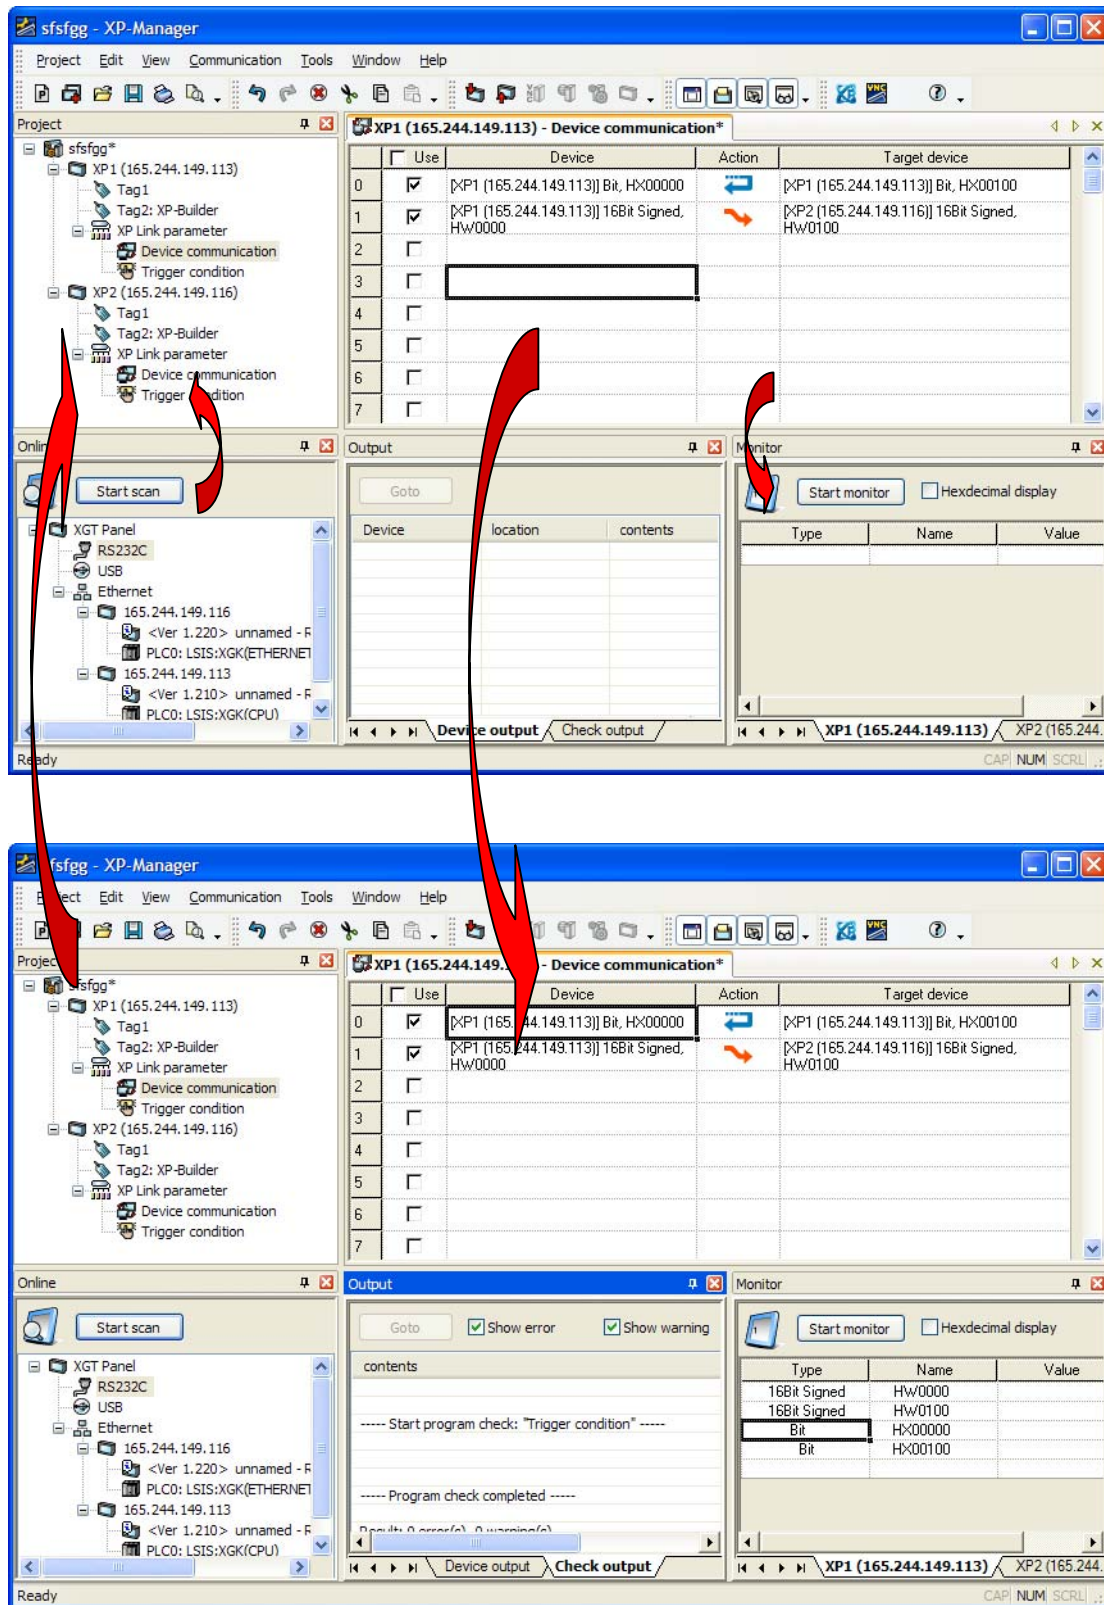 sfsfgg - XP-Manager
Project Edit View Communication Tools Window Help
Project
sfsfgg*
XP1 (165.244.149.113)
Tag1
Tag2: XP-Builder
XP Link parameter
Device communication
Trigger condition
XP2 (165.244.149.116)
Tag1
Tag2: XP-Builder
XP Link parameter
Device communication
Trigger condition
XP1 (165.244.149.113) - Device communication*
Use Device Action Target device
0 [XP1 (165.244.149.113)] Bit, HX00000 [XP1 (165.244.149.113)] Bit, HX00100
1 [XP1 (165.244.149.113)] 16Bit Signed, HW0000 [XP2 (165.244.149.116)] 16Bit Signed, HW0100
2
3
4
5
6
7
Online
Start scan
XGT Panel
RS232C
USB
Ethernet
165.244.149.116
<Ver 1.220> unnamed - R
PLC0: LSIS:XGK(ETHERNET
165.244.149.113
<Ver 1.210> unnamed - R
PLC0: LSIS:XGK(CPU)
Output
Goto
Device location contents
Device output Check output
Monitor
Start monitor Hexdecimal display
Type Name Value
XP1 (165.244.149.113) XP2 (165.244.
Ready
CAP NUM SCRL
sfsfgg - XP-Manager
Project Edit View Communication Tools Window Help
Project
sfsfgg*
XP1 (165.244.149.113)
Tag1
Tag2: XP-Builder
XP Link parameter
Device communication
Trigger condition
XP2 (165.244.149.116)
Tag1
Tag2: XP-Builder
XP Link parameter
Device communication
Trigger condition
XP1 (165.244.149. - Device communication*
Use Device Action Target device
0 [XP1 (165.244.149.113)] Bit, HX00000 [XP1 (165.244.149.113)] Bit, HX00100
1 [XP1 (165.244.149.113)] 16Bit Signed, HW0000 [XP2 (165.244.149.116)] 16Bit Signed, HW0100
2
3
4
5
6
7
Online
Start scan
XGT Panel
RS232C
USB
Ethernet
165.244.149.116
<Ver 1.220> unnamed - R
PLC0: LSIS:XGK(ETHERNET
165.244.149.113
<Ver 1.210> unnamed - R
PLC0: LSIS:XGK(CPU)
Output
Goto Show error Show warning
contents
----- Start program check: "Trigger condition" -----
----- Program check completed -----
Result: 0 error(s), 0 warning(s)
Device output Check output
Monitor
Start monitor Hexdecimal display
Type Name Value
16Bit Signed HW0000
16Bit Signed HW0100
Bit HX00000
Bit HX00100
XP1 (165.244.149.113) XP2 (165.244.
Ready
CAP NUM SCRL